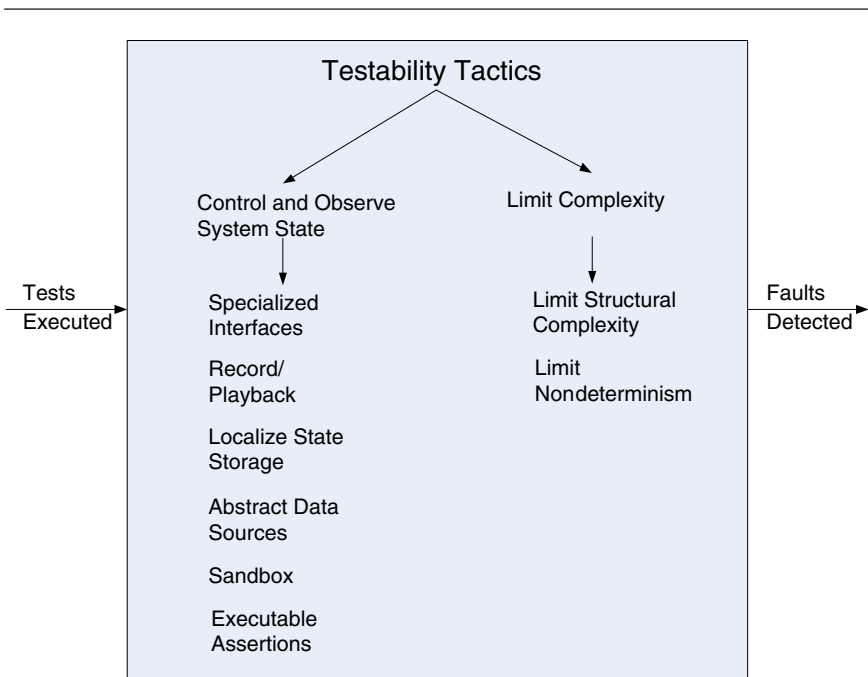 Testability Tactics
Control and Observe
System State
Specialized
Interfaces
Record/
Playback
Localize State
Storage
Abstract Data
Sources
Sandbox
Executable
Assertions
Limit Complexity
Limit Structural
Complexity
Limit
Nondeterminism
Tests
Executed
Faults
Detected